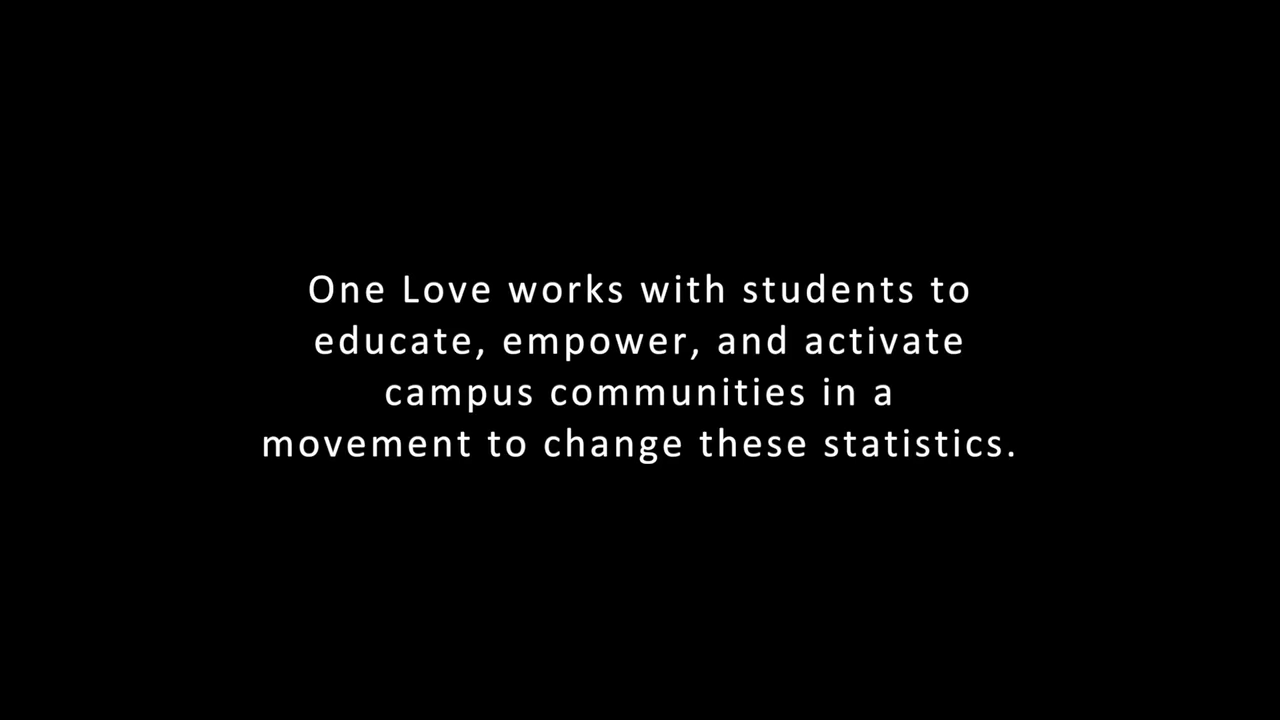 One Love works with students to
educate, empower, and activate
campus communities in a
movement to change these statistics.